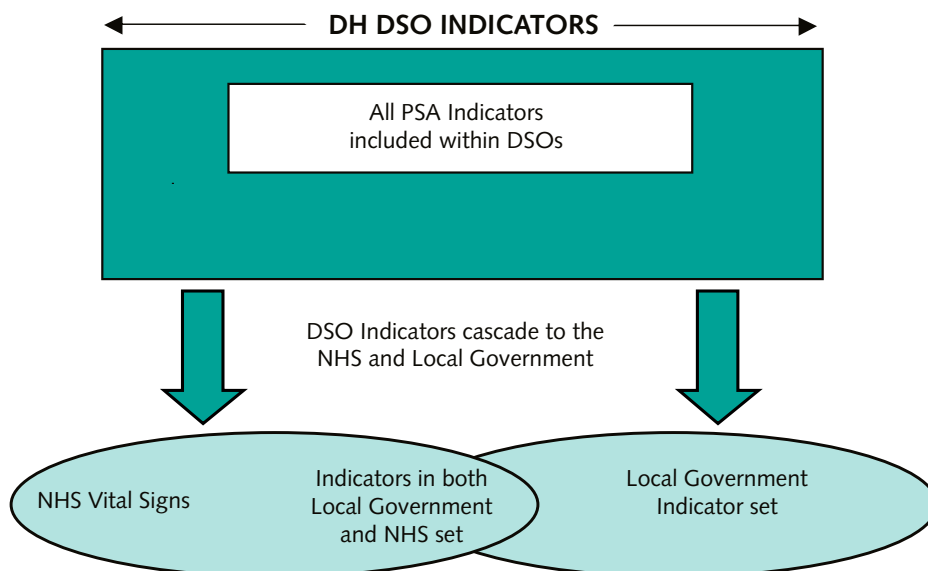 DH DSO INDICATORS
All PSA Indicators
included within DSOs
DSO Indicators cascade to the
NHS and Local Government
NHS Vital Signs
Indicators in both
Local Government
and NHS set
Local Government
Indicator set